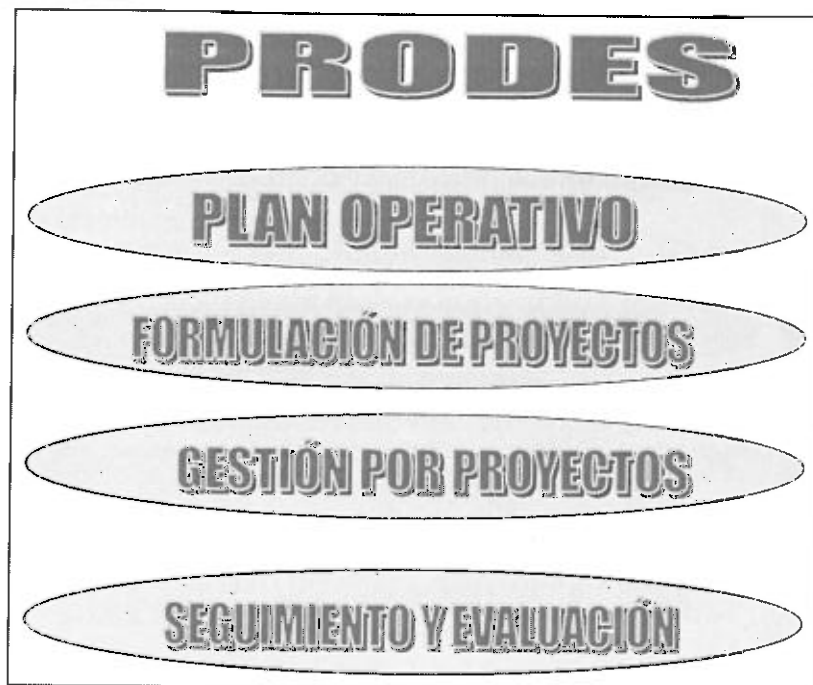 PRODES
PLAN OPERATIVO
FORMULACIÓN DE PROYECTOS
GESTIÓN POR PROYECTOS
SEGUIMIENTO Y EVALUACIÓN